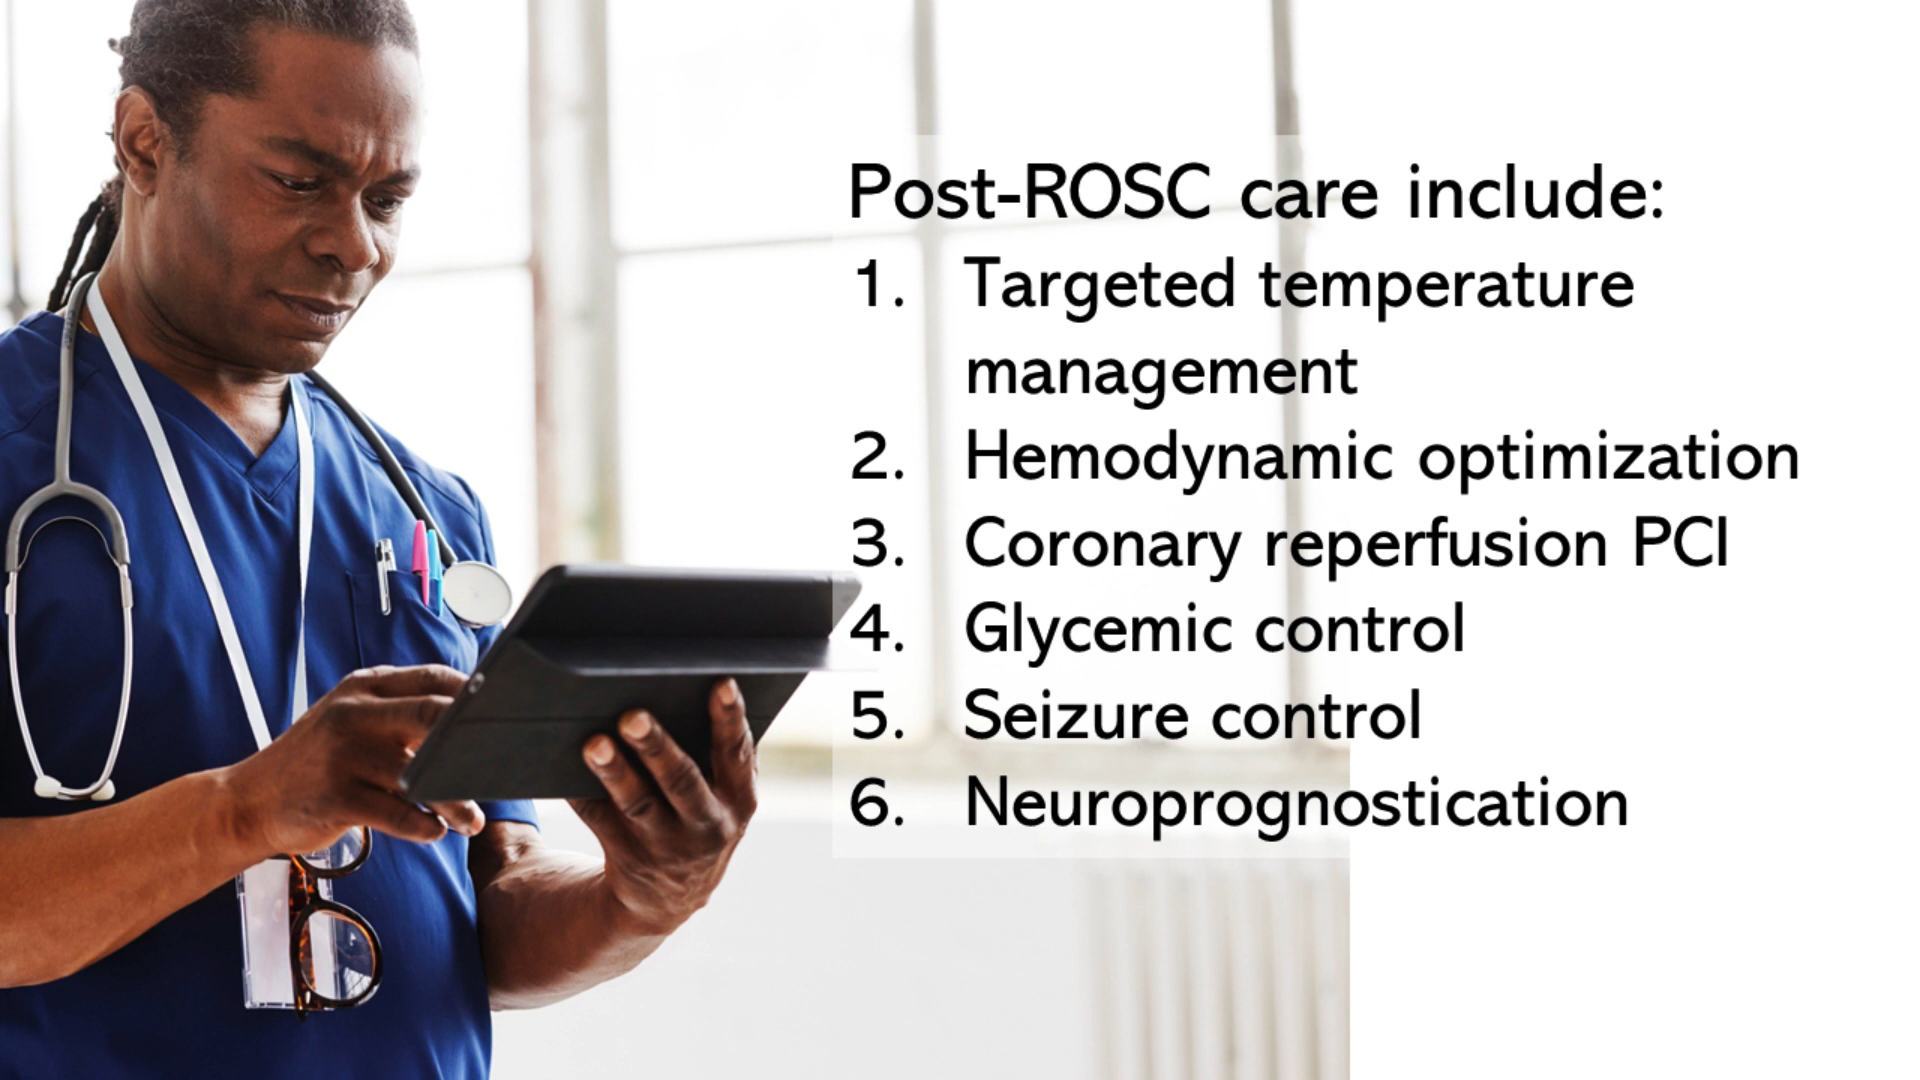 Post-ROSC care include:
1. Targeted temperature
management
2. Hemodynamic optimization
3. Coronary reperfusion PCI
4. Glycemic control
5. Seizure control
6. Neuroprognostication